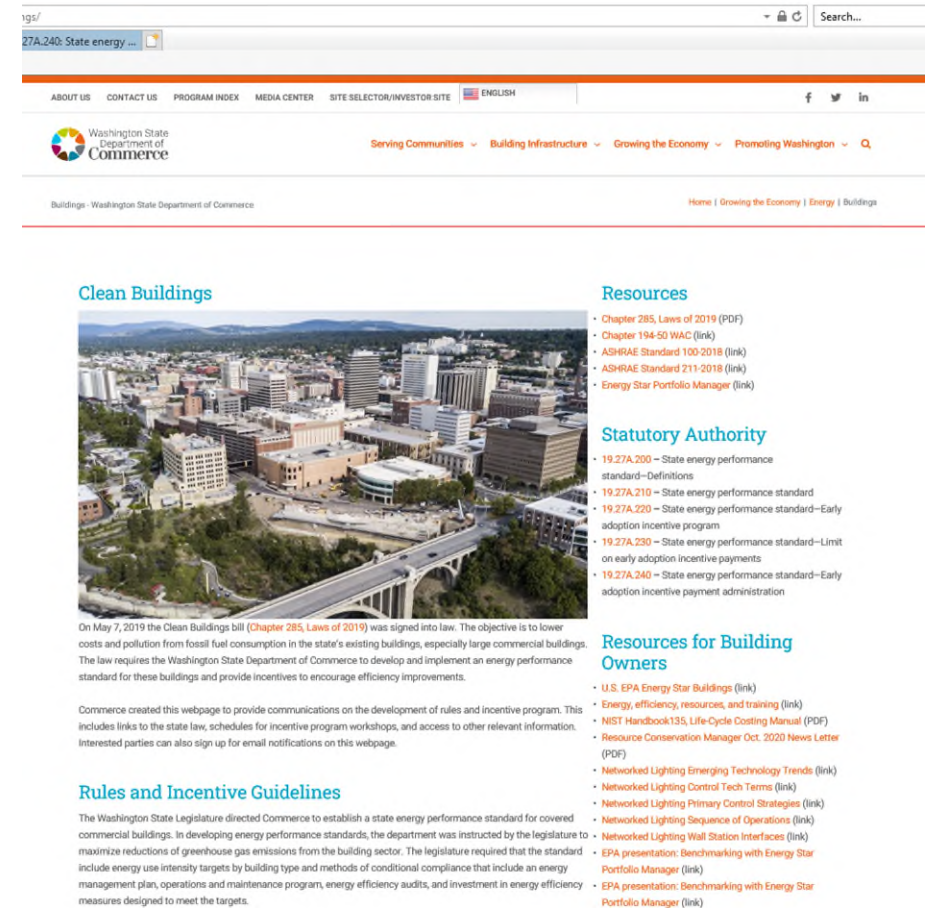 ngs/
Search...
27A.240: State energy ...
ABOUT US CONTACT US PROGRAM INDEX MEDIA CENTER SITE SELECTOR/INVESTOR SITE ENGLISH
Washington State
Department of
Commerce
Serving Communities Building Infrastructure Growing the Economy Promoting Washington
Buildings - Washington State Department of Commerce
Home | Growing the Economy | Energy | Buildings
Clean Buildings
On May 7, 2019 the Clean Buildings bill (Chapter 285, Laws of 2019) was signed into law. The objective is to lower
costs and pollution from fossil fuel consumption in the state's existing buildings, especially large commercial buildings.
The law requires the Washington State Department of Commerce to develop and implement an energy performance
standard for these buildings and provide incentives to encourage efficiency improvements.
Commerce created this webpage to provide communications on the development of rules and incentive program. This
includes links to the state law, schedules for incentive program workshops, and access to other relevant information.
Interested parties can also sign up for email notifications on this webpage.
Rules and Incentive Guidelines
The Washington State Legislature directed Commerce to establish a state energy performance standard for covered
commercial buildings. In developing energy performance standards, the department was instructed by the legislature to
maximize reductions of greenhouse gas emissions from the building sector. The legislature required that the standard
include energy use intensity targets by building type and methods of conditional compliance that include an energy
management plan, operations and maintenance program, energy efficiency audits, and investment in energy efficiency
measures designed to meet the targets.
Resources
• Chapter 285, Laws of 2019 (PDF)
• Chapter 194-50 WAC (link)
• ASHRAE Standard 100-2018 (link)
• ASHRAE Standard 211-2018 (link)
• Energy Star Portfolio Manager (link)
Statutory Authority
• 19.27A.200 – State energy performance
standard—Definitions
• 19.27A.210 – State energy performance standard
• 19.27A.220 – State energy performance standard—Early
adoption incentive program
• 19.27A.230 – State energy performance standard—Limit
on early adoption incentive payments
• 19.27A.240 – State energy performance standard—Early
adoption incentive payment administration
Resources for Building
Owners
• U.S. EPA Energy Star Buildings (link)
• Energy, efficiency, resources, and training (link)
• NIST Handbook135, Life-Cycle Costing Manual (PDF)
• Resource Conservation Manager Oct. 2020 News Letter
(PDF)
• Networked Lighting Emerging Technology Trends (link)
• Networked Lighting Control Tech Terms (link)
• Networked Lighting Primary Control Strategies (link)
• Networked Lighting Sequence of Operations (link)
• Networked Lighting Wall Station Interfaces (link)
• EPA presentation: Benchmarking with Energy Star
Portfolio Manager (link)
• EPA presentation: Benchmarking with Energy Star
Portfolio Manager (link)